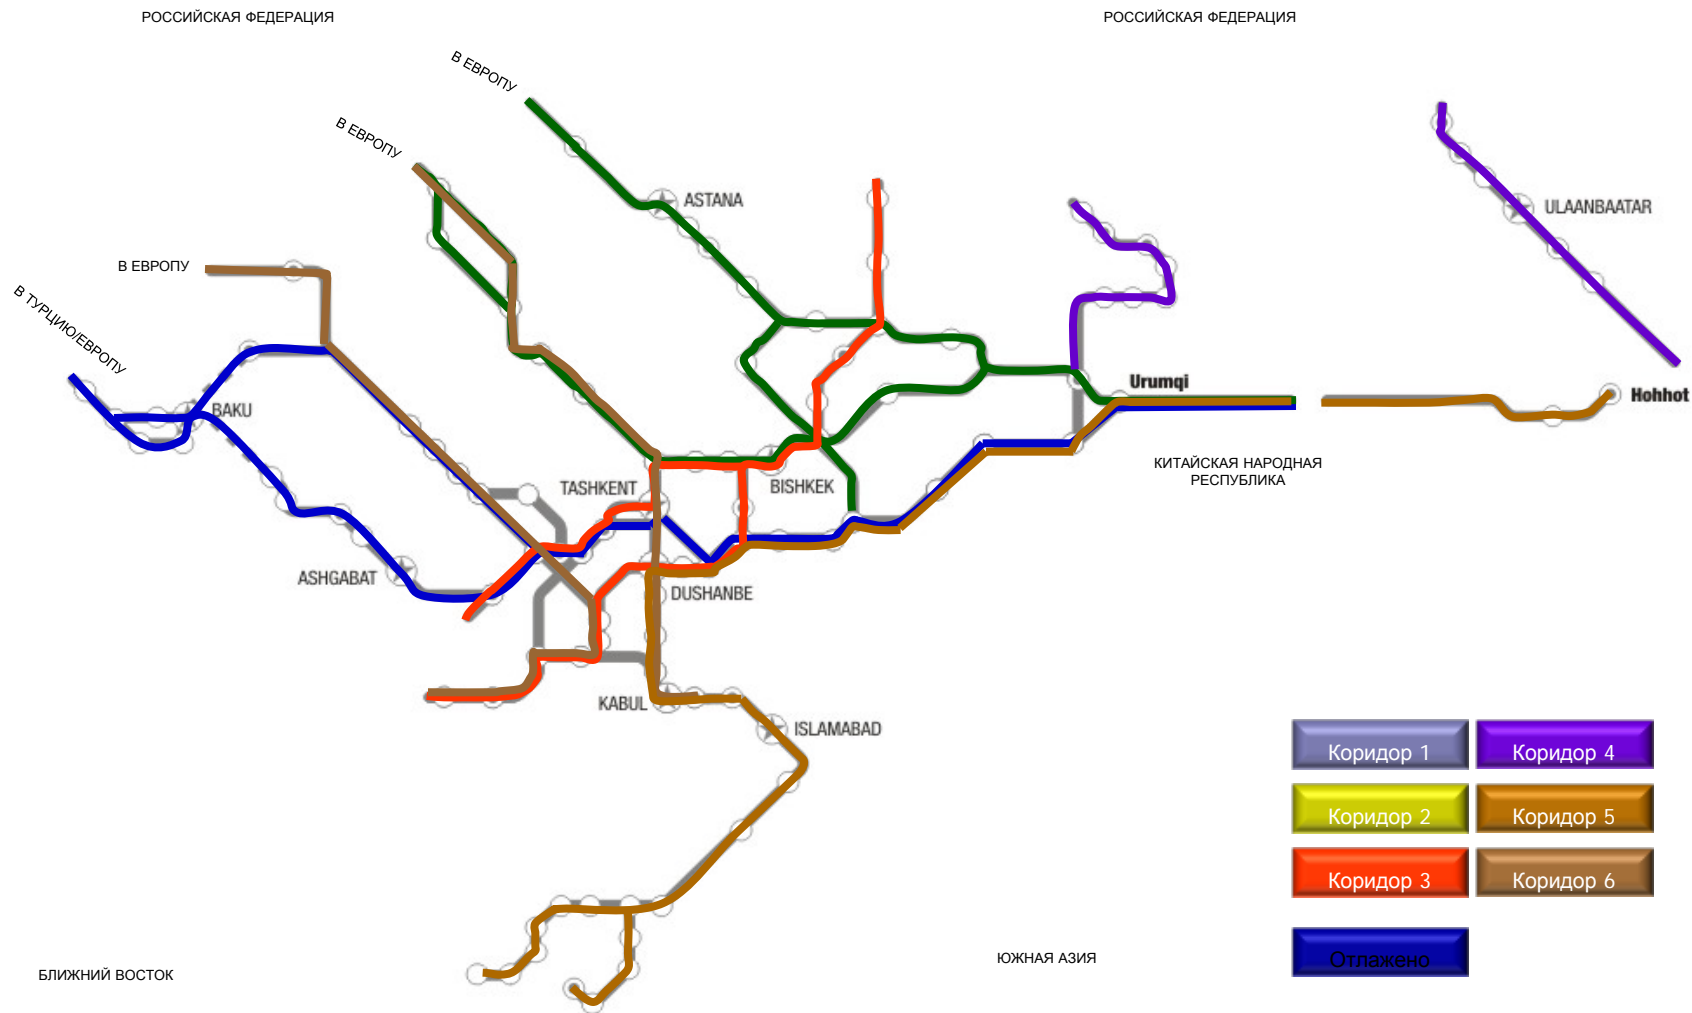 РОССИЙСКАЯ ФЕДЕРАЦИЯ
РОССИЙСКАЯ ФЕДЕРАЦИЯ
В ЕВРОПУ
В ЕВРОПУ
ASTANA
ULAANBAATAR
В ЕВРОПУ
В ТУРЦИЮ/ЕВРОПУ
BAKU
Urumqi
Hohhot
КИТАЙСКАЯ НАРОДНАЯ
РЕСПУБЛИКА
TASHKENT
BISHKEK
ASHGABAT
DUSHANBE
KABUL
ISLAMABAD
Коридор 1
Коридор 4
Коридор 2
Коридор 5
Коридор 3
Коридор 6
Отлажено
ЮЖНАЯ АЗИЯ
БЛИЖНИЙ ВОСТОК